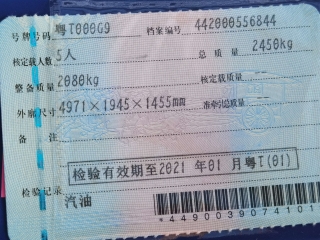 号牌号码 粤T000G9 档案编号 442000556844
核定载人数 5人 总质量 2450kg
整备质量 2080kg 核定载质量
外廓尺寸 4971×1945×1455mm 准牵引总质量
备注
检验有效期至2021年01月粤T(01)
检验记录
汽油
*4490039074101